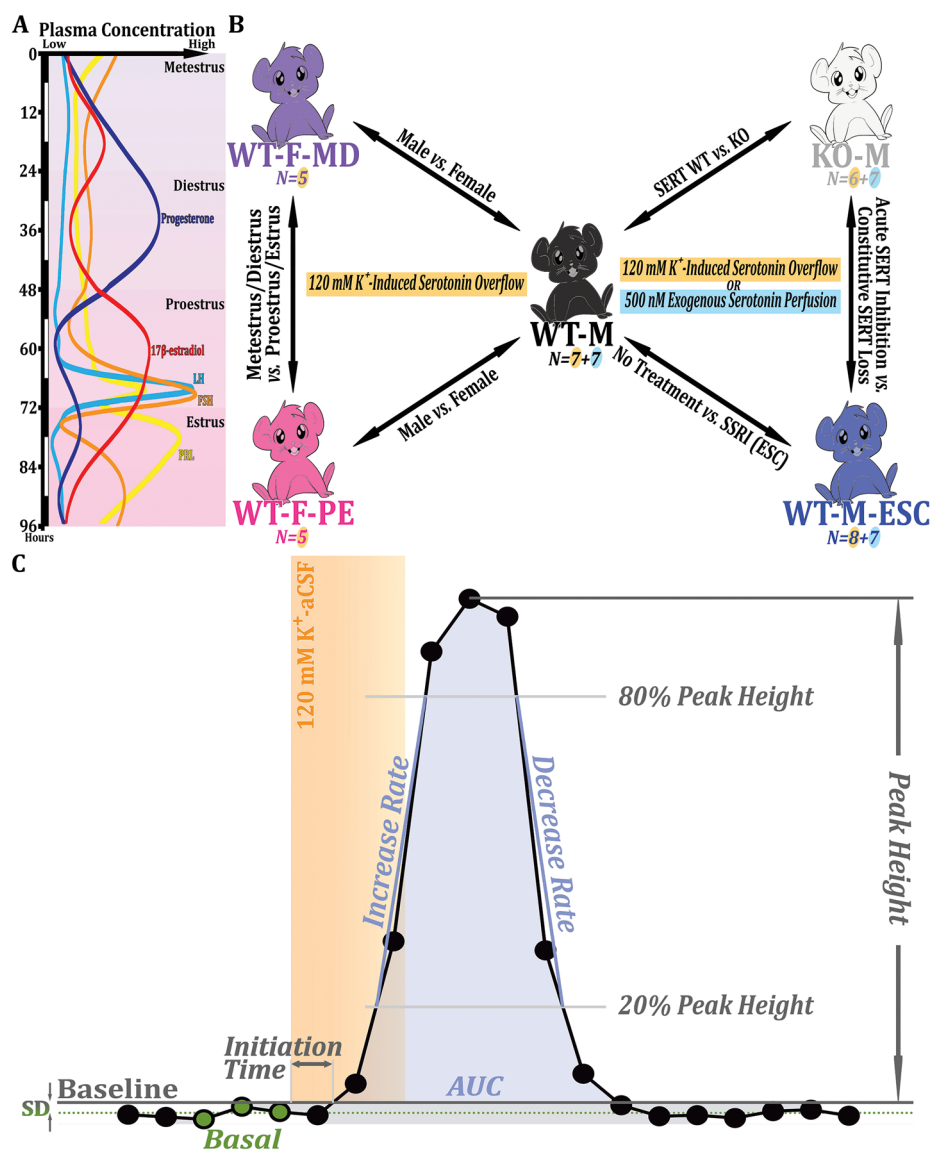 A
Plasma Concentration
Low
High
0
12
24
36
48
60
72
84
96
Hours
Metestrus
Diestrus
Progesterone
Proestrus
17β-estradiol
LH
FSH
Estrus
PRL
B
WT-F-MD
N=5
KO-M
N=6+7
WT-M
N=7+7
WT-F-PE
N=5
WT-M-ESC
N=8+7
Male vs. Female
SERT WT vs. KO
Metestrus/Diestrus
vs. Proestrus/Estrus
120 mM K+-Induced Serotonin Overflow
120 mM K+-Induced Serotonin Overflow
OR
500 nM Exogenous Serotonin Perfusion
Acute SERT Inhibition vs.
Constitutive SERT Loss
Male vs. Female
No Treatment vs. SSRI (ESC)
C
120 mM K+-aCSF
80% Peak Height
Increase Rate
Decrease Rate
Peak Height
20% Peak Height
Initiation
Time
Baseline
AUC
SD
Basal